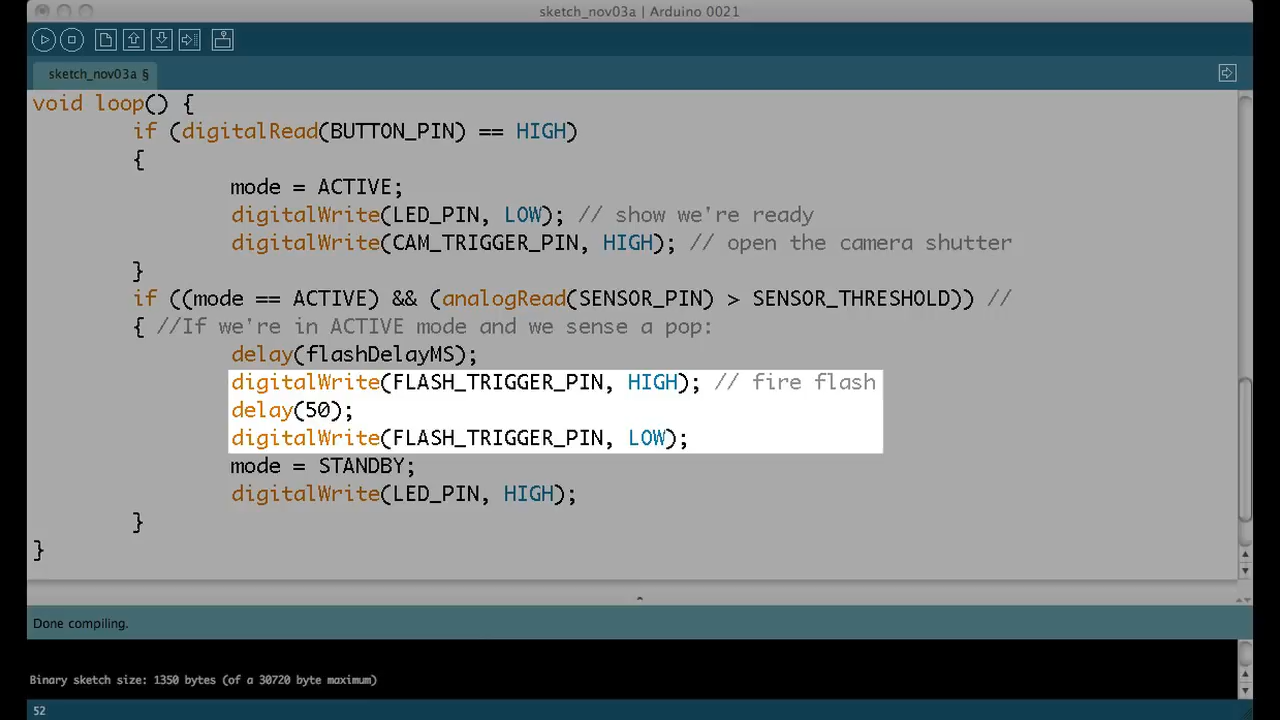 sketch_nov03a | Arduino 0021
sketch_nov03a §
void loop() {
if (digitalRead(BUTTON_PIN) == HIGH)
{
mode = ACTIVE;
digitalWrite(LED_PIN, LOW); // show we're ready
digitalWrite(CAM_TRIGGER_PIN, HIGH); // open the camera shutter
}
if ((mode == ACTIVE) && (analogRead(SENSOR_PIN) > SENSOR_THRESHOLD)) //
{ //If we're in ACTIVE mode and we sense a pop:
delay(flashDelayMS);
digitalWrite(FLASH_TRIGGER_PIN, HIGH); // fire flash
delay(50);
digitalWrite(FLASH_TRIGGER_PIN, LOW);
mode = STANDBY;
digitalWrite(LED_PIN, HIGH);
}
}
Done compiling.
Binary sketch size: 1350 bytes (of a 30720 byte maximum)
52